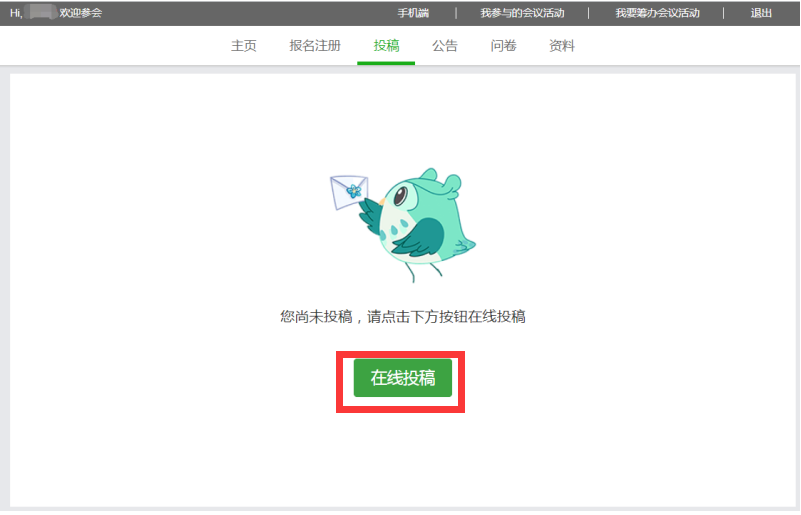 Hi, 欢迎参会 手机端 | 我参与的会议活动 | 我要筹办会议活动 | 退出
主页 报名注册 投稿 公告 问卷 资料
您尚未投稿，请点击下方按钮在线投稿
在线投稿